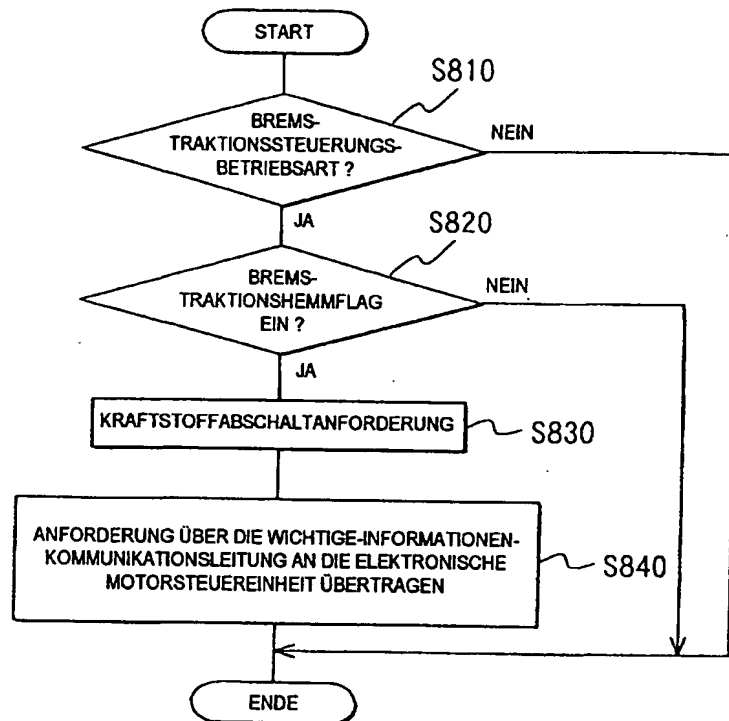 START
S810
BREMS-
TRAKTIONSSTEUERUNGS-
BETRIEBSART ?
NEIN
JA
S820
BREMS-
TRAKTIONSHEMMFLAG
EIN ?
NEIN
JA
KRAFTSTOFFABSCHALTANFORDERUNG
S830
ANFORDERUNG ÜBER DIE WICHTIGE-INFORMATIONEN-
KOMMUNIKATIONSLEITUNG AN DIE ELEKTRONISCHE
MOTORSTEUEREINHEIT ÜBERTRAGEN
S840
ENDE